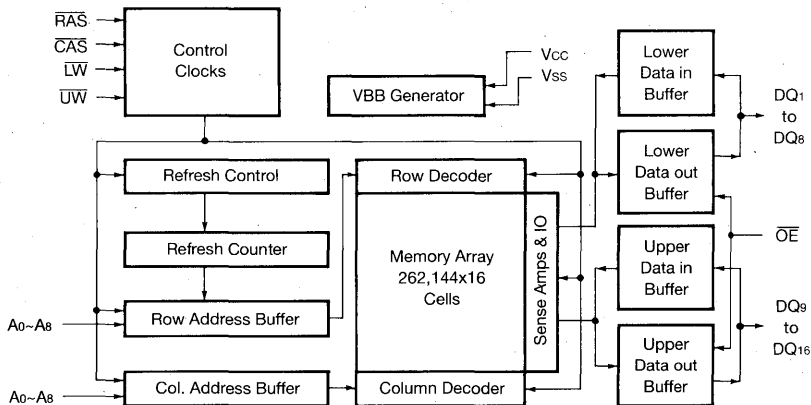 RAS
CAS
LW
UW
Control
Clocks
VCC
VSS
VBB Generator
Lower
Data in
Buffer
DQ1
to
DQ8
Lower
Data out
Buffer
Refresh Control
Row Decoder
Refresh Counter
Memory Array
262,144x16
Cells
Sense Amps & IO
OE
Upper
Data in
Buffer
A0~A8
Row Address Buffer
DQ9
to
DQ16
Upper
Data out
Buffer
A0~A8
Col. Address Buffer
Column Decoder